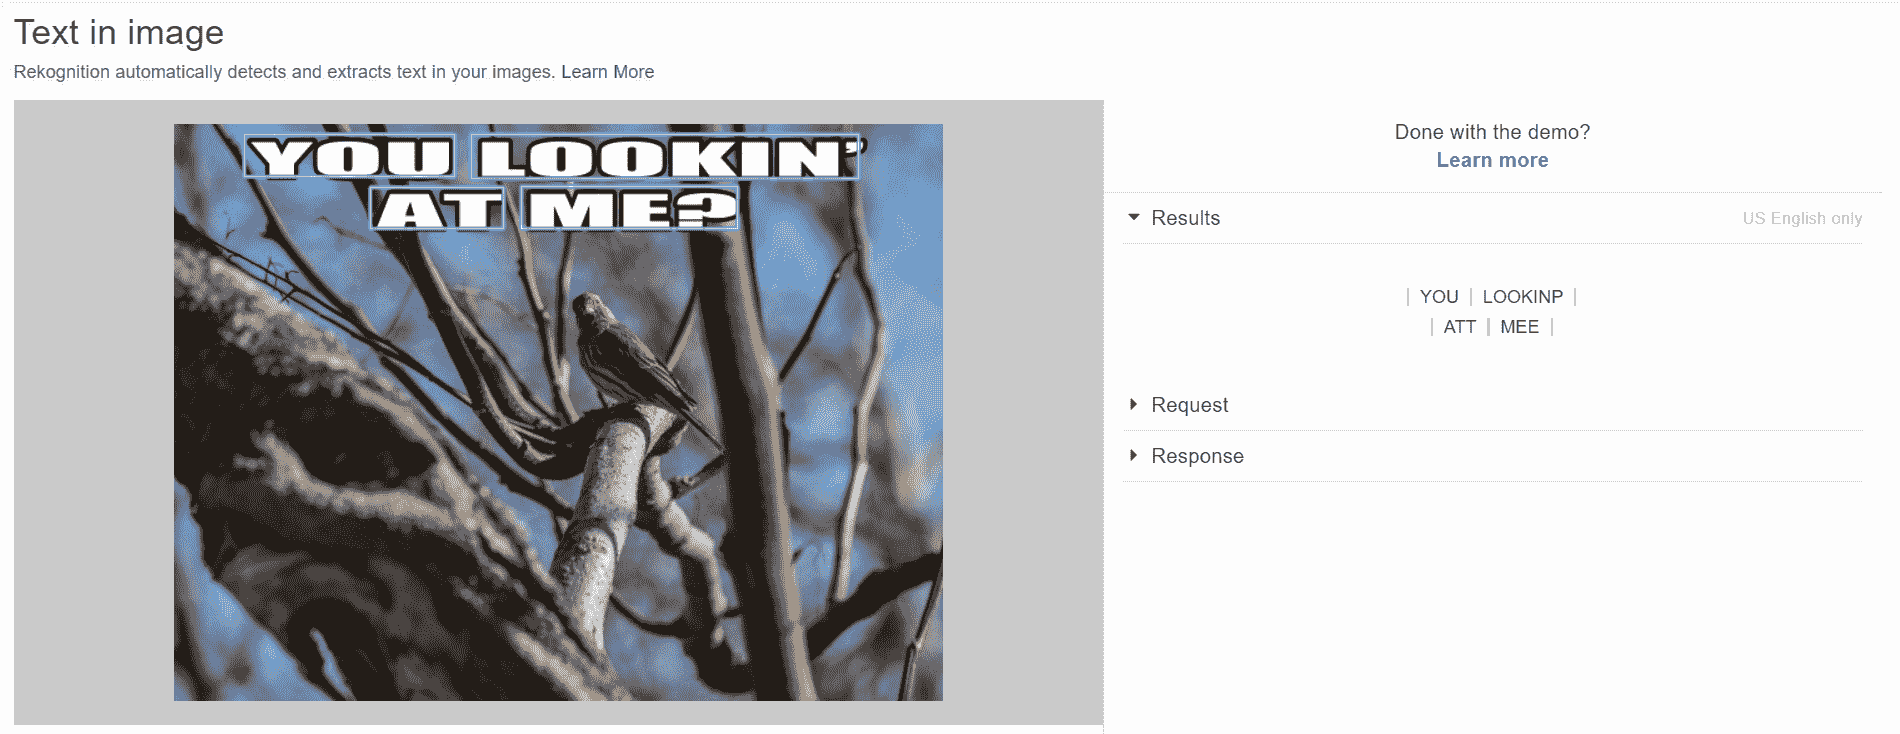 Text in image
Rekognition automatically detects and extracts text in your images. Learn More
YOU LOOKIN'
AT ME?
Done with the demo?
Learn more
Results
US English only
| YOU | LOOKINP |
| ATT | MEE |
Request
Response